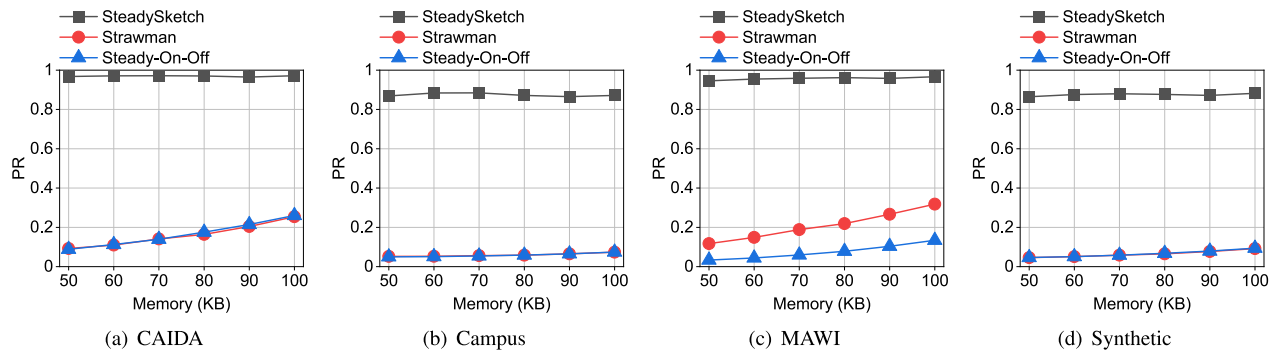 SteadySketch
Strawman
Steady-On-Off
1
0.8
0.6
0.4
0.2
0
PR
50 60 70 80 90 100
Memory (KB)
(a) CAIDA
SteadySketch
Strawman
Steady-On-Off
1
0.8
0.6
0.4
0.2
0
PR
50 60 70 80 90 100
Memory (KB)
(b) Campus
SteadySketch
Strawman
Steady-On-Off
1
0.8
0.6
0.4
0.2
0
PR
50 60 70 80 90 100
Memory (KB)
(c) MAWI
SteadySketch
Strawman
Steady-On-Off
1
0.8
0.6
0.4
0.2
0
PR
50 60 70 80 90 100
Memory (KB)
(d) Synthetic